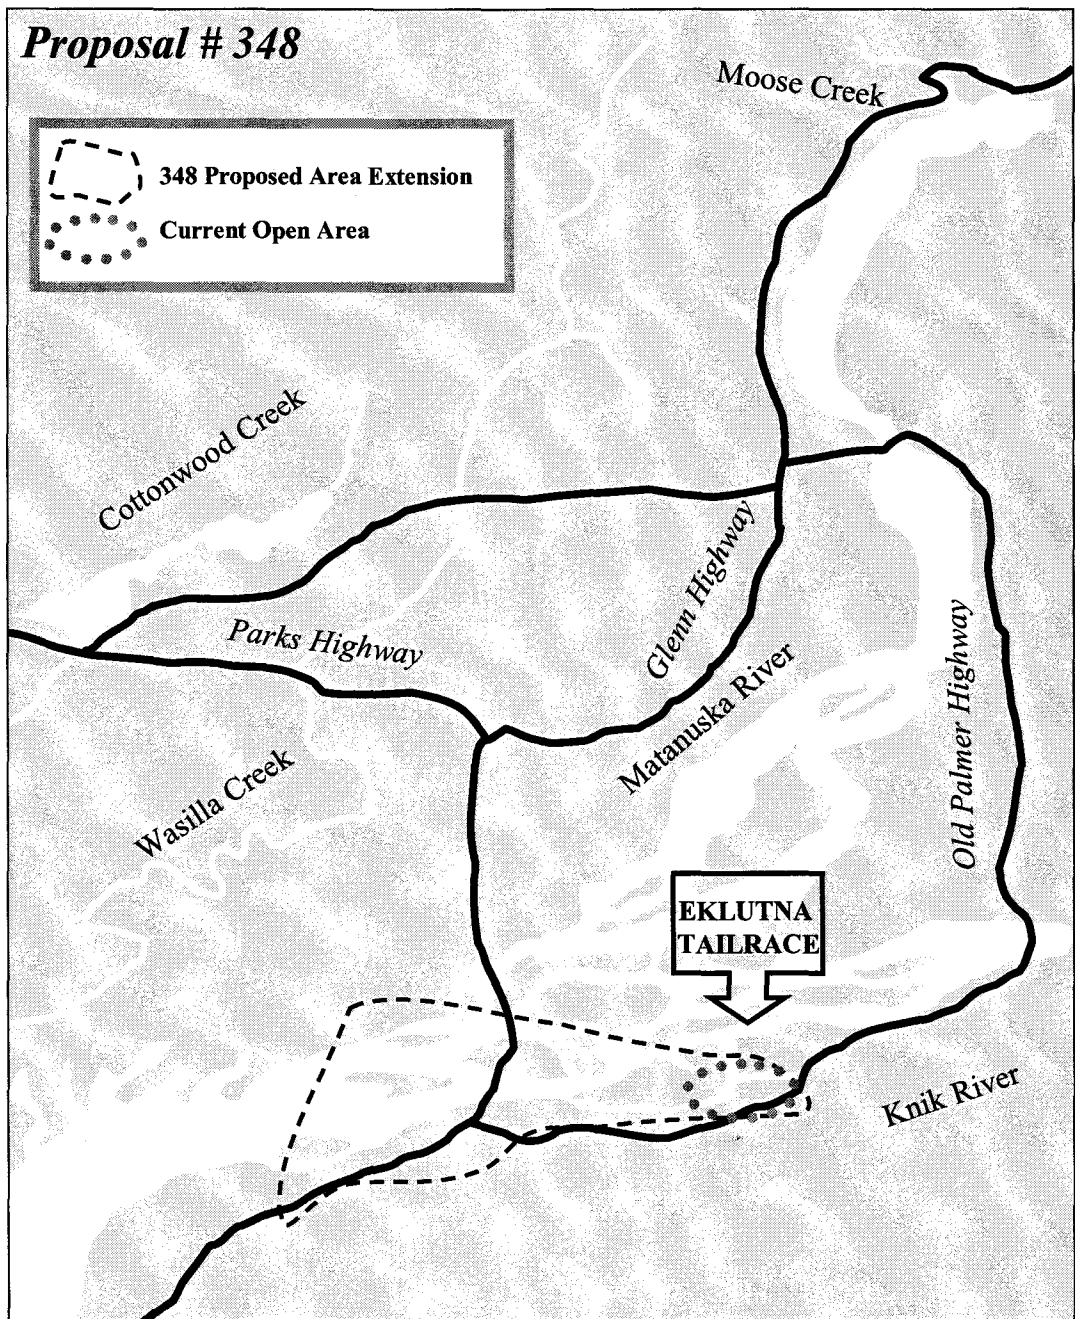 Proposal # 348
Moose Creek
348 Proposed Area Extension
Current Open Area
Cottonwood Creek
Glenn Highway
Parks Highway
Old Palmer Highway
Matanuska River
Wasilla Creek
EKLUTNA
TAILRACE
Knik River